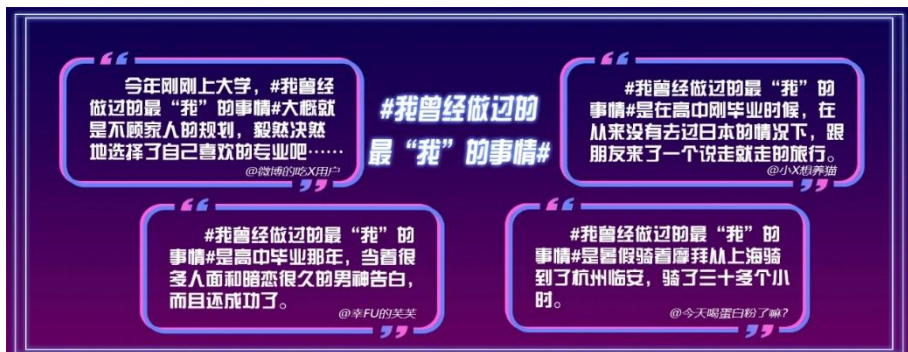 今年刚刚上大学，#我曾经
做过的最“我”的事情#大概就
是不顾家人的规划，毅然决然
地选择了自己喜欢的专业吧……
@微博的吃X用户
#我曾经做过的
最“我”的事情#
#我曾经做过的最“我”的
事情#是在高中刚毕业时候，在
从来没有去过日本的情况下，跟
朋友来了一个说走就走的旅行。
@小X想养猫
#我曾经做过的最“我”的
事情#是高中毕业那年，当着很
多人面和暗恋很久的男神告白，
而且还成功了。
@幸FU的笑笑
#我曾经做过的最“我”的
事情#是暑假骑着摩拜从上海骑
到了杭州临安，骑了三十多个小
时。
@今天喝蛋白粉了嘛?